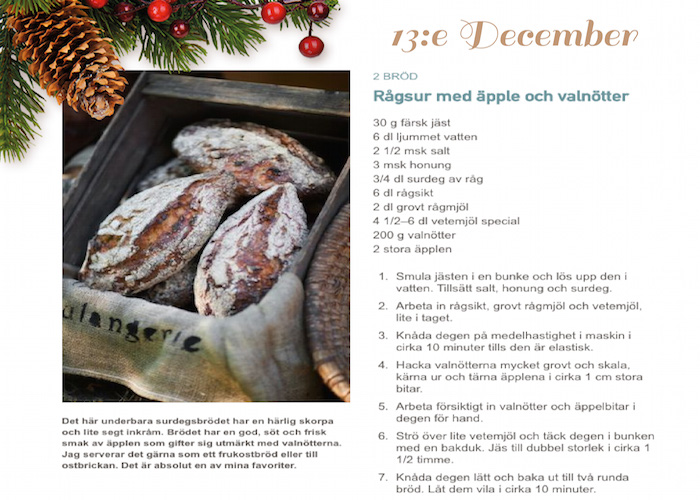 13:e December
2 BRÖD
Rågsur med äpple och valnötter
30 g färsk jäst
6 dl ljummet vatten
2 1/2 msk salt
3 msk honung
3/4 dl surdeg av råg
6 dl rågsikt
2 dl grovt rågmjöl
4 1/2–6 dl vetemjöl special
200 g valnötter
2 stora äpplen
1. Smula jästen i en bunke och lös upp den i
vatten. Tillsätt salt, honung och surdeg.
2. Arbeta in rågsikt, grovt rågmjöl och vetemjöl,
lite i taget.
3. Knåda degen på medelhastighet i maskin i
cirka 10 minuter tills den är elastisk.
4. Hacka valnötterna mycket grovt och skala,
kärna ur och tärna äpplena i cirka 1 cm stora
bitar.
5. Arbeta försiktigt in valnötter och äppelbitar i
degen för hand.
6. Strö över lite vetemjöl och täck degen i bunken
med en bakduk. Jäs till dubbel storlek i cirka 1
1/2 timme.
7. Knåda degen lätt och baka ut till två runda
bröd. Låt dem vila i cirka 10 minuter.
ulangerie
Det här underbara surdegsbrödet har en härlig skorpa
och lite segt inkråm. Brödet har en god, söt och frisk
smak av äpplen som gifter sig utmärkt med valnötterna.
Jag serverar det gärna som ett frukostbröd eller till
ostbrickan. Det är absolut en av mina favoriter.